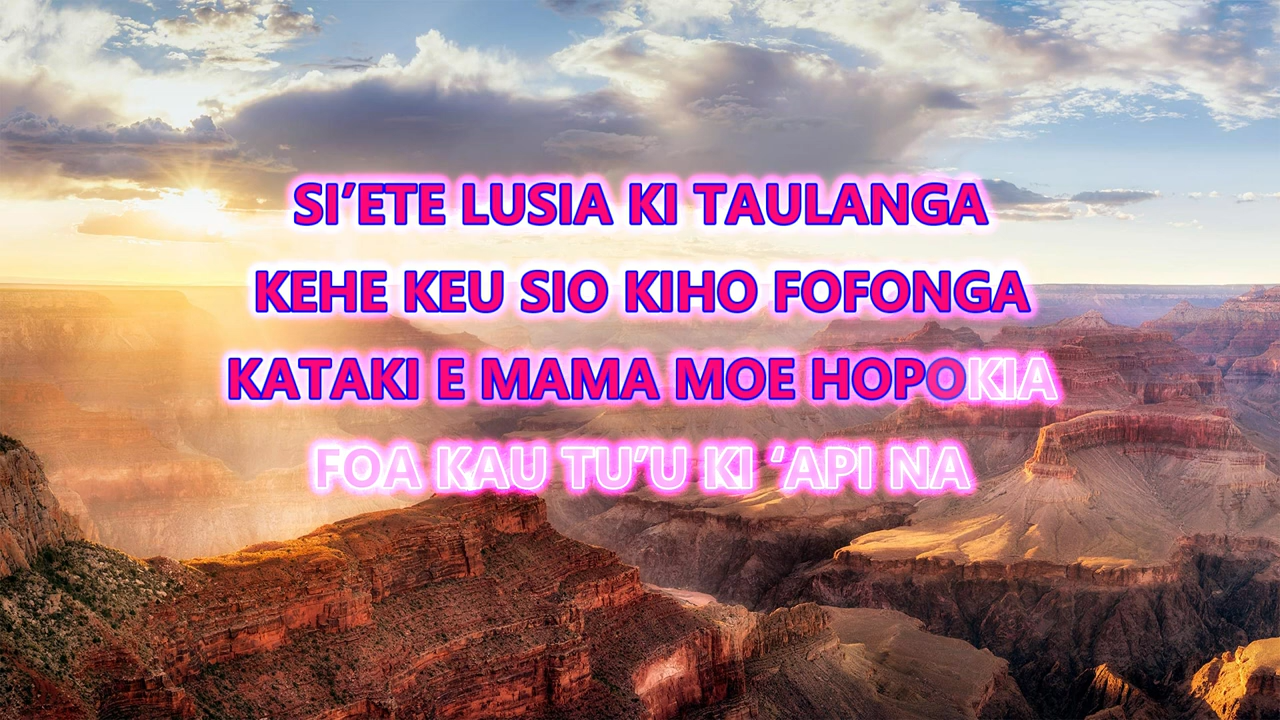 SI’ETE LUSIA KI TAULANGA
KEHE KEU SIO KIHO FOFONGA
KATAKI E MAMA MOE HOPOKIA
FOA KAU TU’U KI ‘API NA